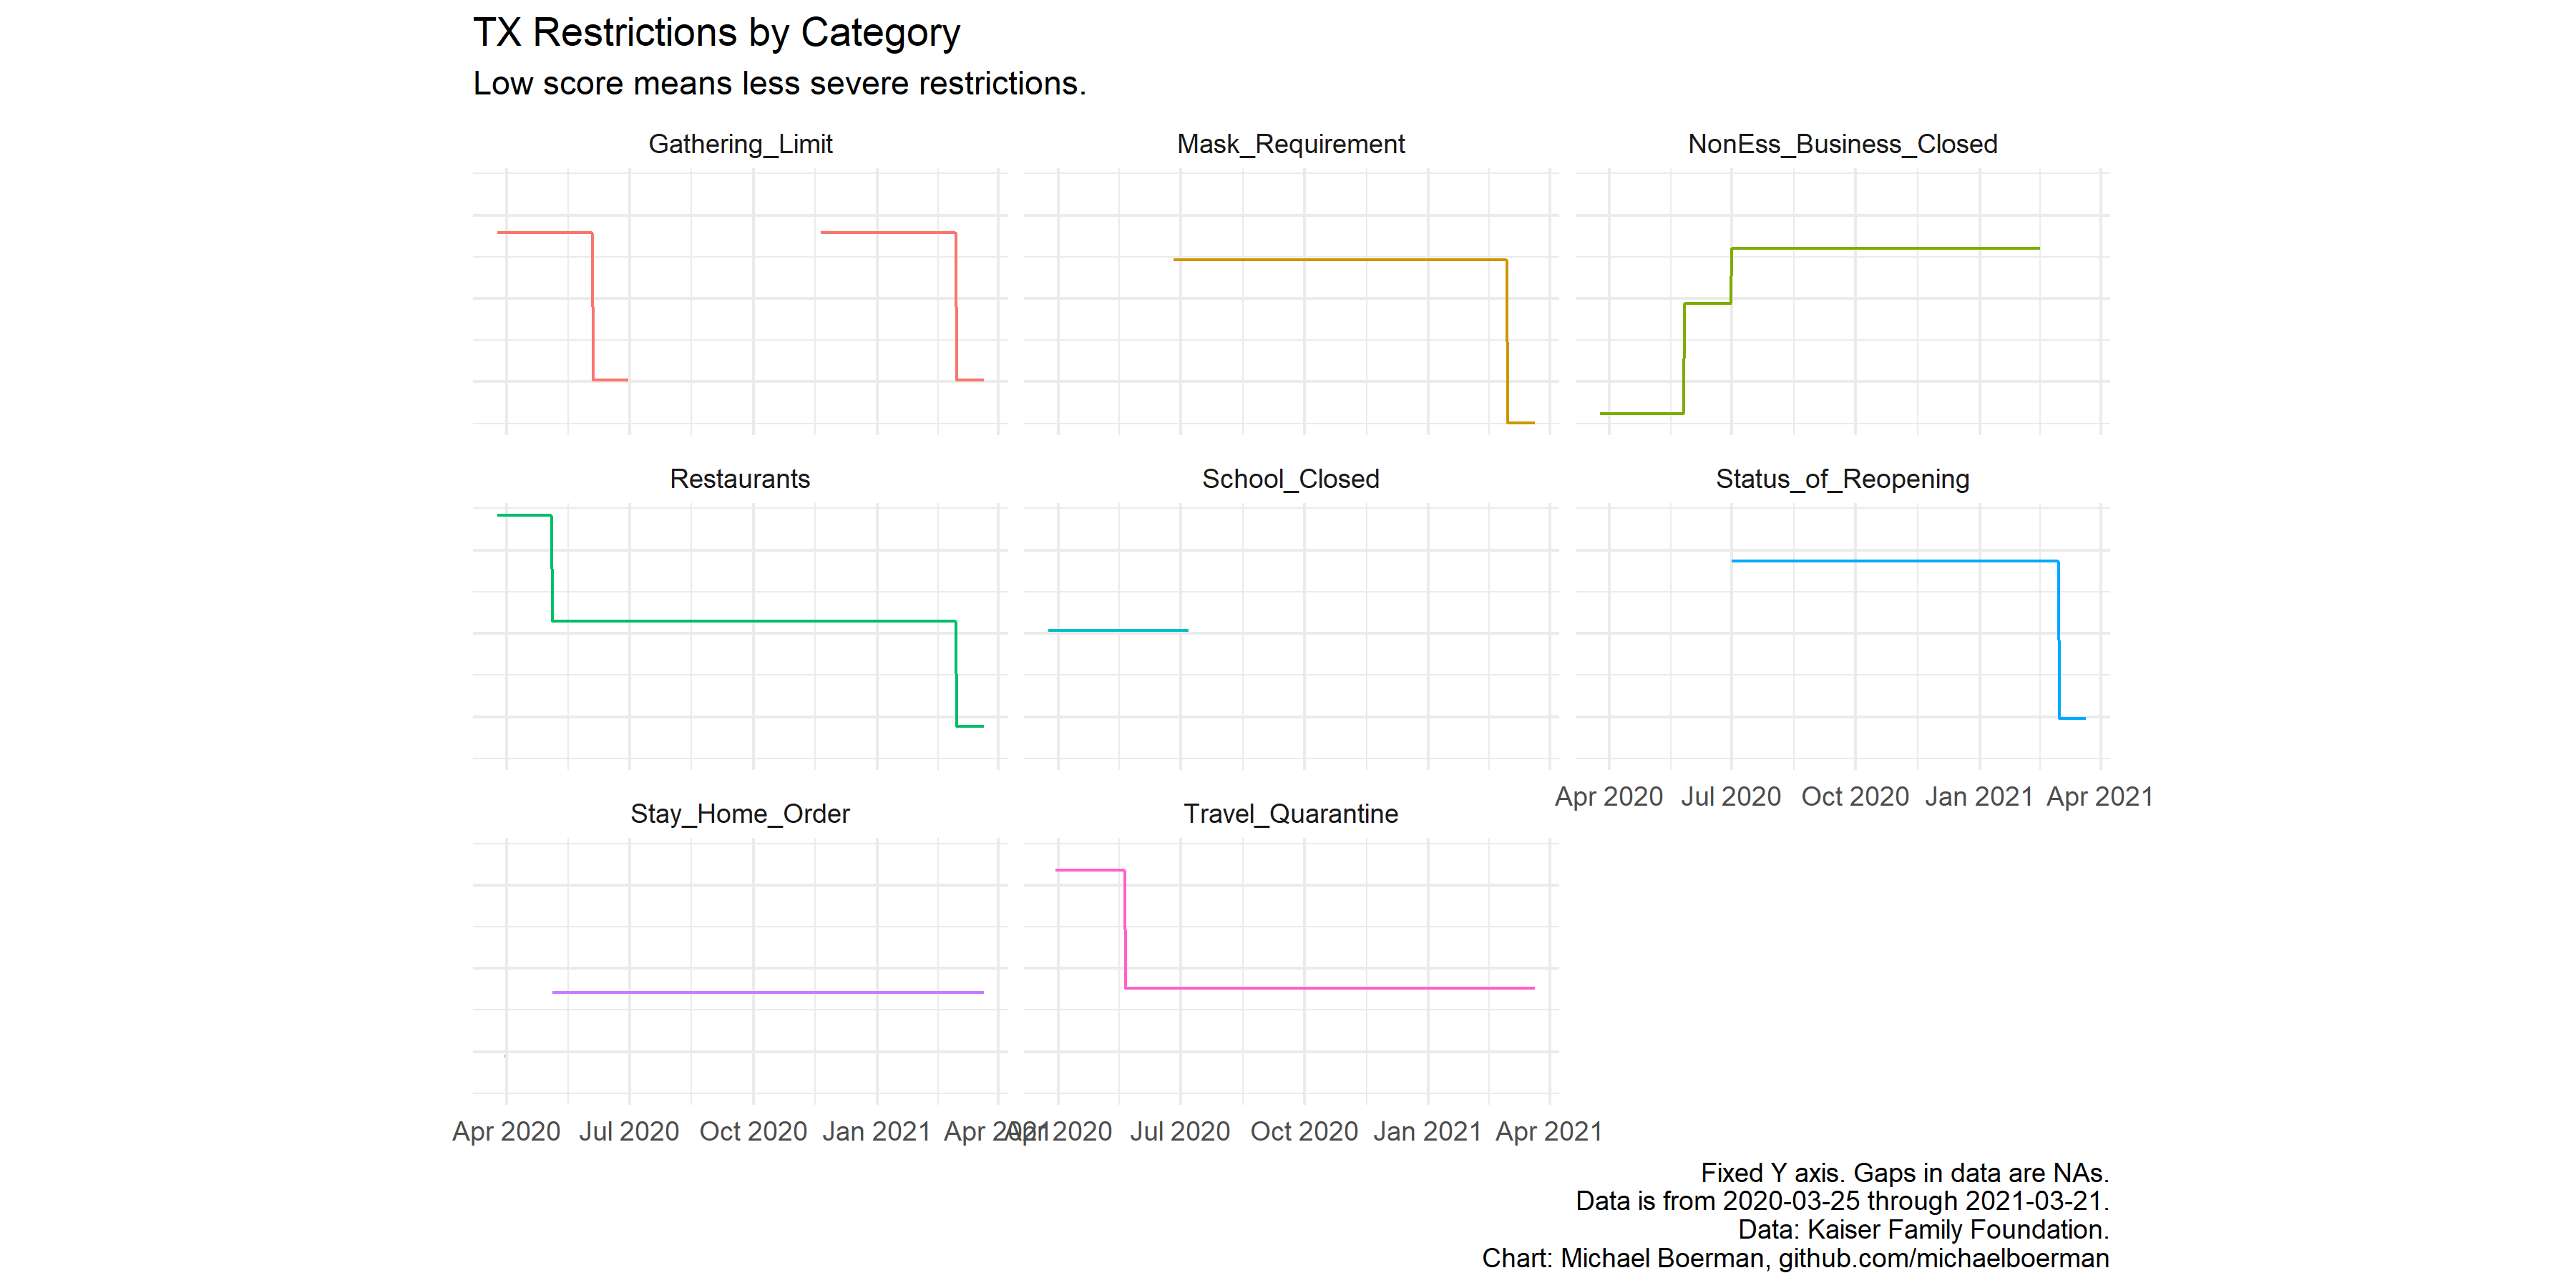 TX Restrictions by Category
Low score means less severe restrictions.
Gathering_Limit
Mask_Requirement
NonEss_Business_Closed
Restaurants
School_Closed
Status_of_Reopening
Apr 2020 Jul 2020 Oct 2020 Jan 2021 Apr 2021
Stay_Home_Order
Travel_Quarantine
Apr 2020 Jul 2020 Oct 2020 Jan 2021 Apr 2021
Apr 2020 Jul 2020 Oct 2020 Jan 2021 Apr 2021
Fixed Y axis. Gaps in data are NAs.
Data is from 2020-03-25 through 2021-03-21.
Data: Kaiser Family Foundation.
Chart: Michael Boerman, github.com/michaelboerman